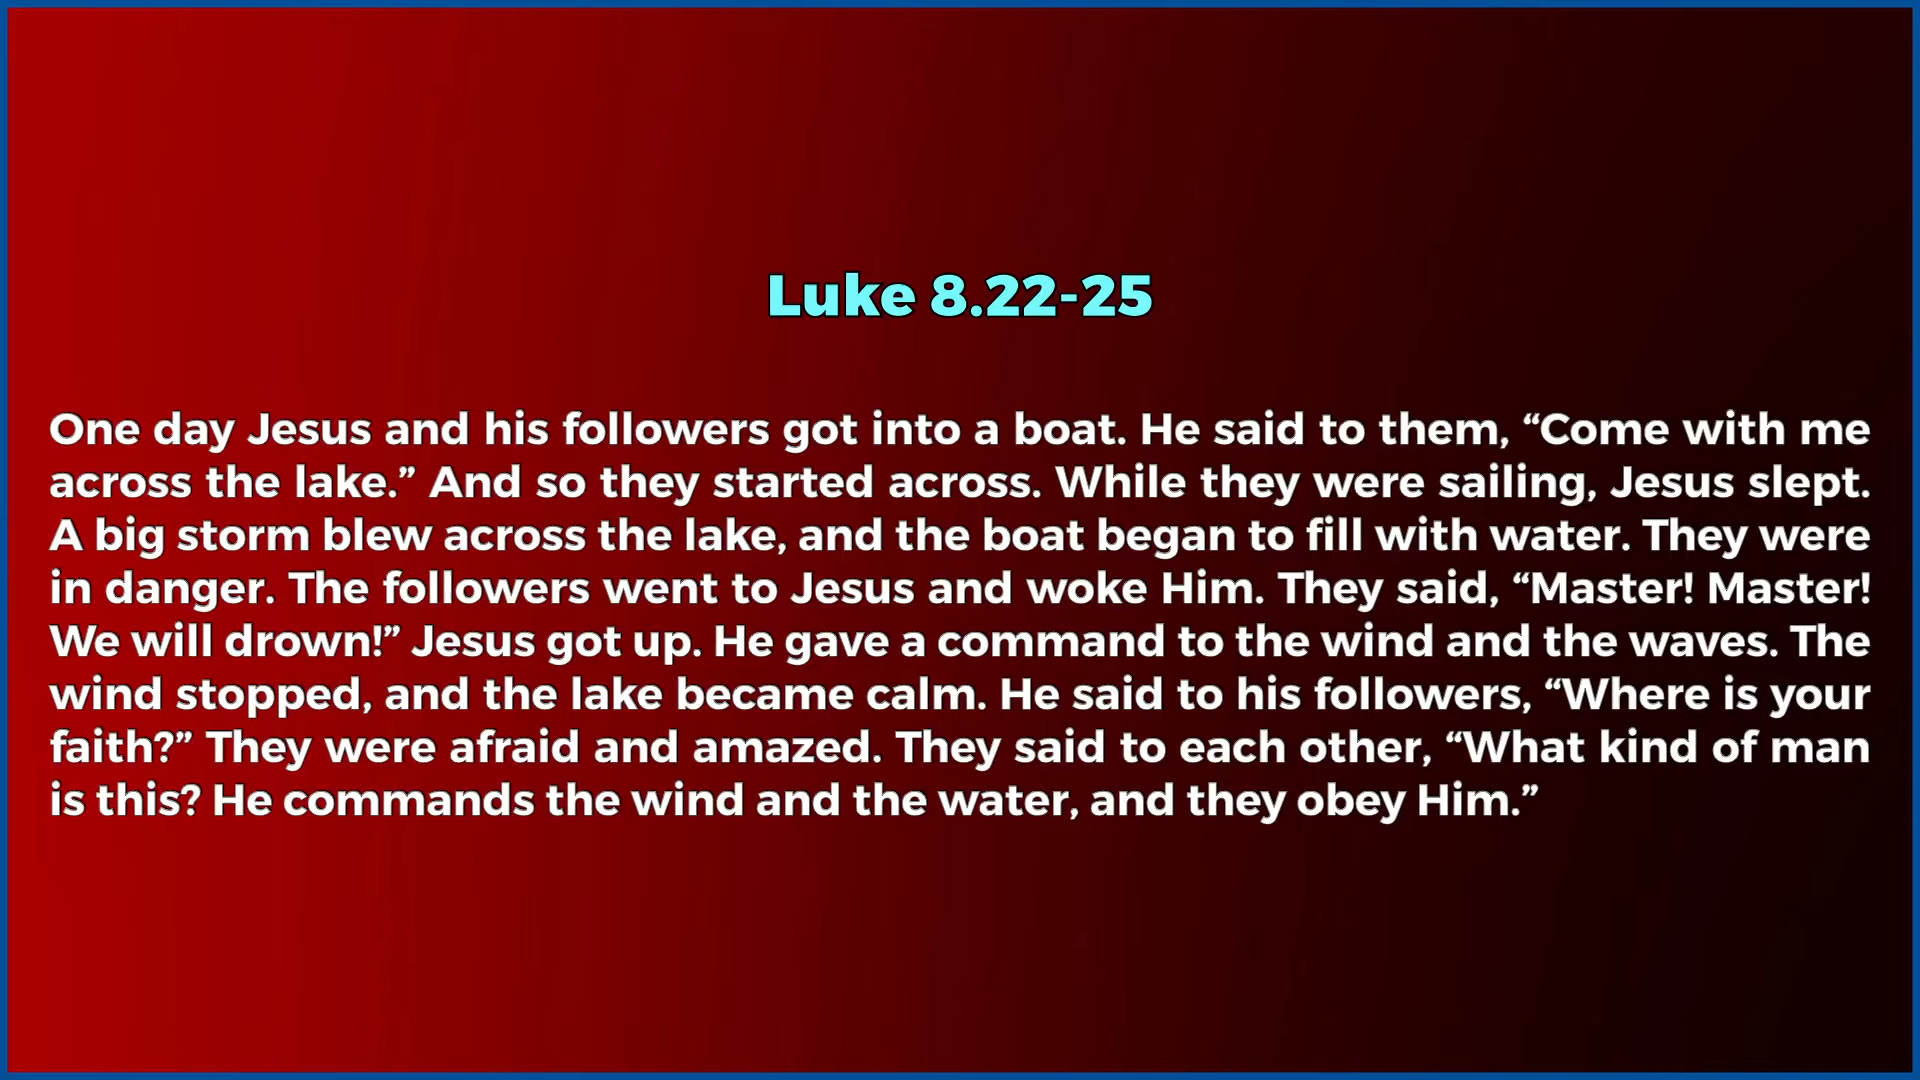 Luke 8.22-25
One day Jesus and his followers got into a boat. He said to them, “Come with me
across the lake.” And so they started across. While they were sailing, Jesus slept.
A big storm blew across the lake, and the boat began to fill with water. They were
in danger. The followers went to Jesus and woke Him. They said, “Master! Master!
We will drown!” Jesus got up. He gave a command to the wind and the waves. The
wind stopped, and the lake became calm. He said to his followers, “Where is your
faith?” They were afraid and amazed. They said to each other, “What kind of man
is this? He commands the wind and the water, and they obey Him.”